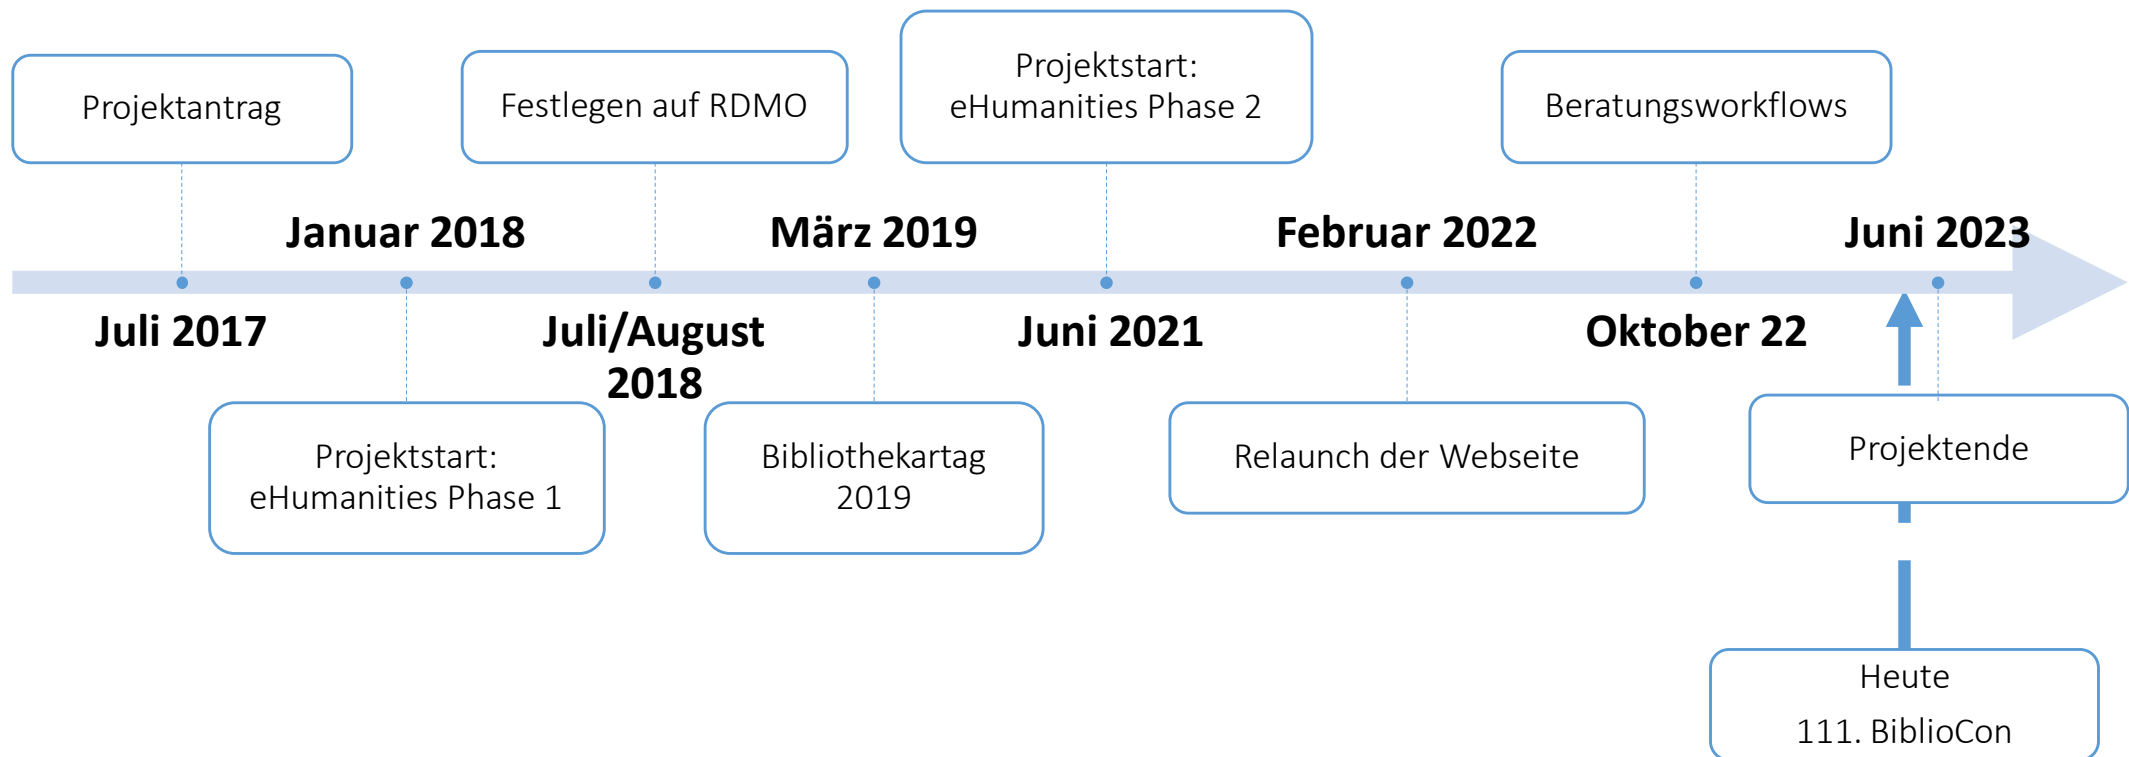 Projektantrag
Festlegen auf RDMO
Projektstart:
eHumanities Phase 2
Beratungsworkflows
Januar 2018
März 2019
Februar 2022
Juni 2023
Juli 2017
Juli/August
2018
Juni 2021
Oktober 22
Projektstart:
eHumanities Phase 1
Bibliothekartag
2019
Relaunch der Webseite
Projektende
Heute
111. BiblioCon